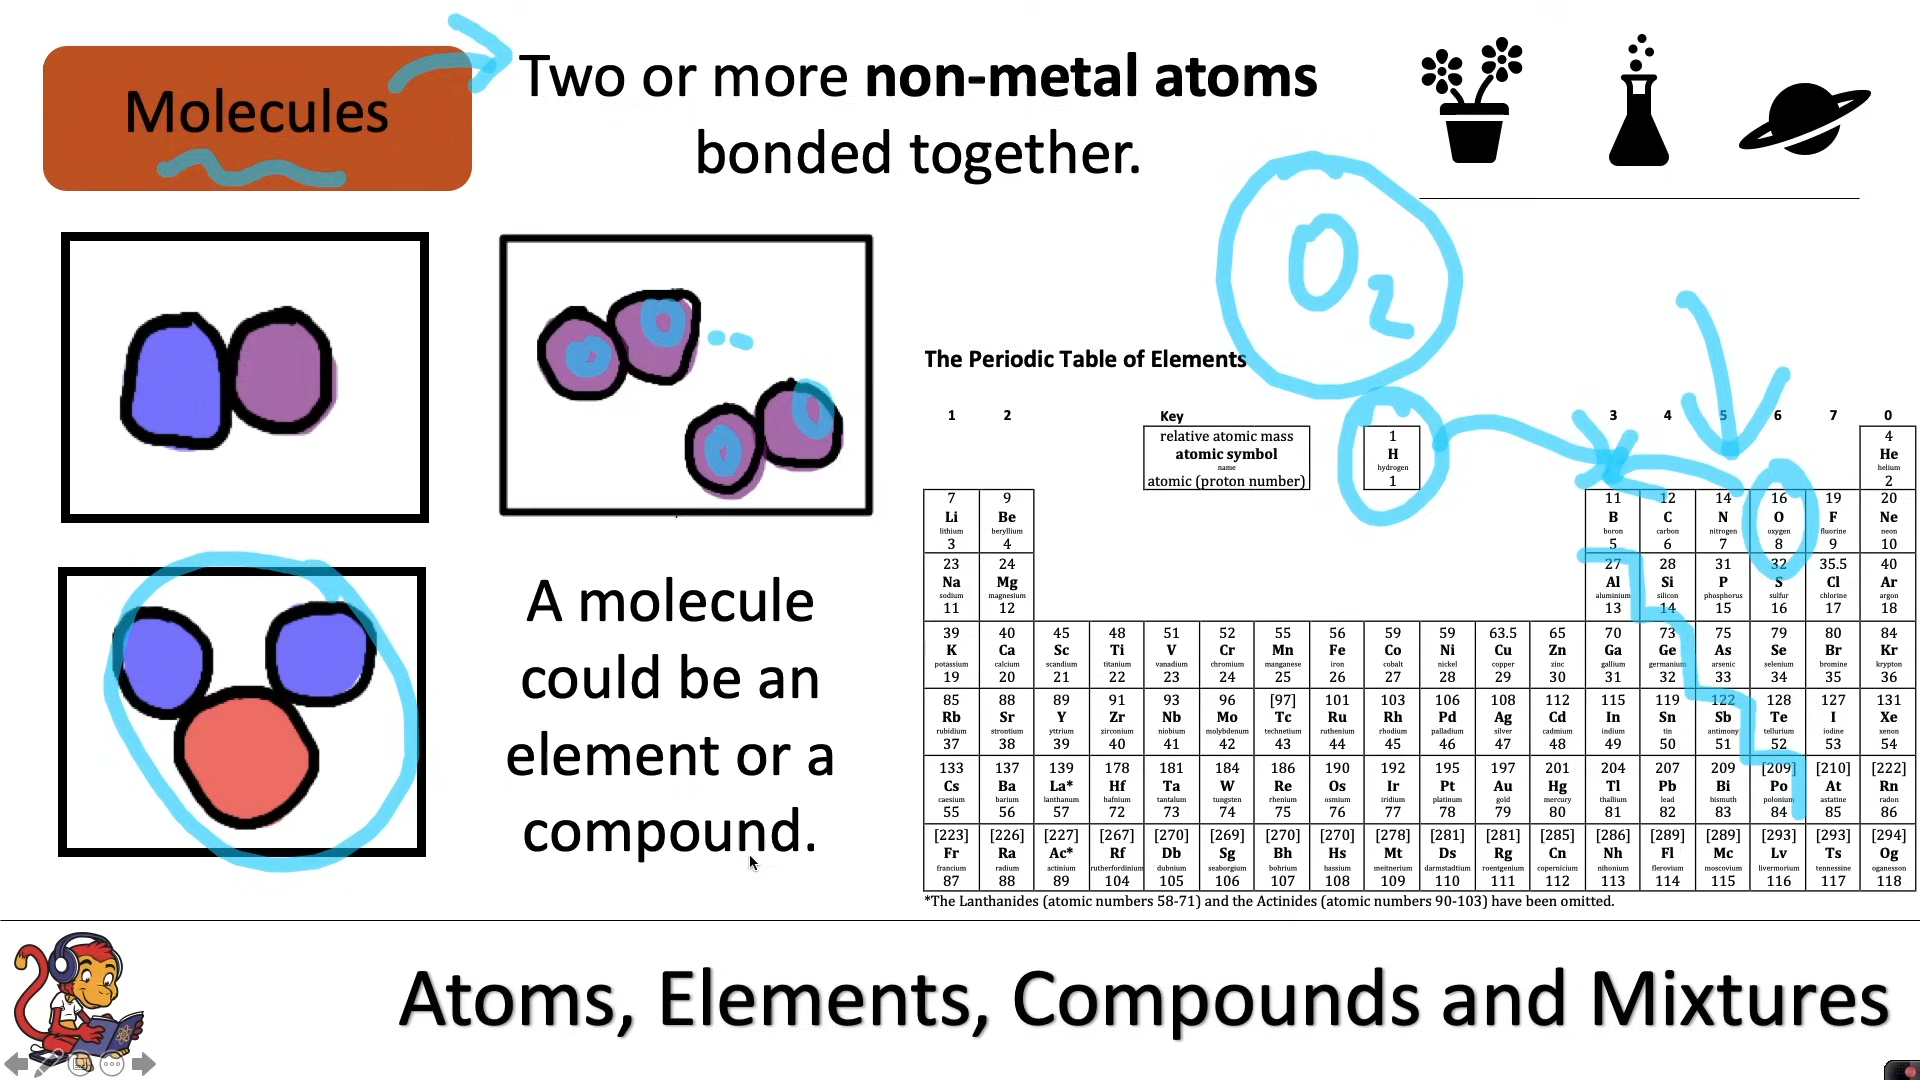 Molecules
Two or more non-metal atoms
bonded together.
O2
O O
O O
A molecule
could be an
element or a
compound.
The Periodic Table of Elements
1 2 Key 3 4 5 6 7 0
relative atomic mass 1 4
atomic symbol H He
name hydrogen helium
atomic (proton number) 1 2
7 9 11 12 14 16 19 20
Li Be B C N O F Ne
lithium beryllium boron carbon nitrogen oxygen fluorine neon
3 4 5 6 7 8 9 10
23 24 27 28 31 32 35.5 40
Na Mg Al Si P S Cl Ar
sodium magnesium aluminium silicon phosphorus sulfur chlorine argon
11 12 13 14 15 16 17 18
39 40 45 48 51 52 55 56 59 59 63.5 65 70 73 75 79 80 84
K Ca Sc Ti V Cr Mn Fe Co Ni Cu Zn Ga Ge As Se Br Kr
potassium calcium scandium titanium vanadium chromium manganese iron cobalt nickel copper zinc gallium germanium arsenic selenium bromine krypton
19 20 21 22 23 24 25 26 27 28 29 30 31 32 33 34 35 36
85 88 89 91 93 96 [97] 101 103 106 108 112 115 119 122 128 127 131
Rb Sr Y Zr Nb Mo Tc Ru Rh Pd Ag Cd In Sn Sb Te I Xe
rubidium strontium yttrium zirconium niobium molybdenum technetium ruthenium rhodium palladium silver cadmium indium tin antimony tellurium iodine xenon
37 38 39 40 41 42 43 44 45 46 47 48 49 50 51 52 53 54
133 137 139 178 181 184 186 190 192 195 197 201 204 207 209 [209] [210] [222]
Cs Ba La* Hf Ta W Re Os Ir Pt Au Hg Tl Pb Bi Po At Rn
caesium barium lanthanum hafnium tantalum tungsten rhenium osmium iridium platinum gold mercury thallium lead bismuth polonium astatine radon
55 56 57 72 73 74 75 76 77 78 79 80 81 82 83 84 85 86
[223] [226] [227] [267] [270] [269] [270] [270] [278] [281] [281] [285] [286] [289] [289] [293] [293] [294]
Fr Ra Ac* Rf Db Sg Bh Hs Mt Ds Rg Cn Nh Fl Mc Lv Ts Og
francium radium actinium rutherfordium dubnium seaborgium bohrium hassium meitnerium darmstadtium roentgenium copernicium nihonium flerovium moscovium livermorium tennessine oganesson
87 88 89 104 105 106 107 108 109 110 111 112 113 114 115 116 117 118
*The Lanthanides (atomic numbers 58-71) and the Actinides (atomic numbers 90-103) have been omitted.
Atoms, Elements, Compounds and Mixtures